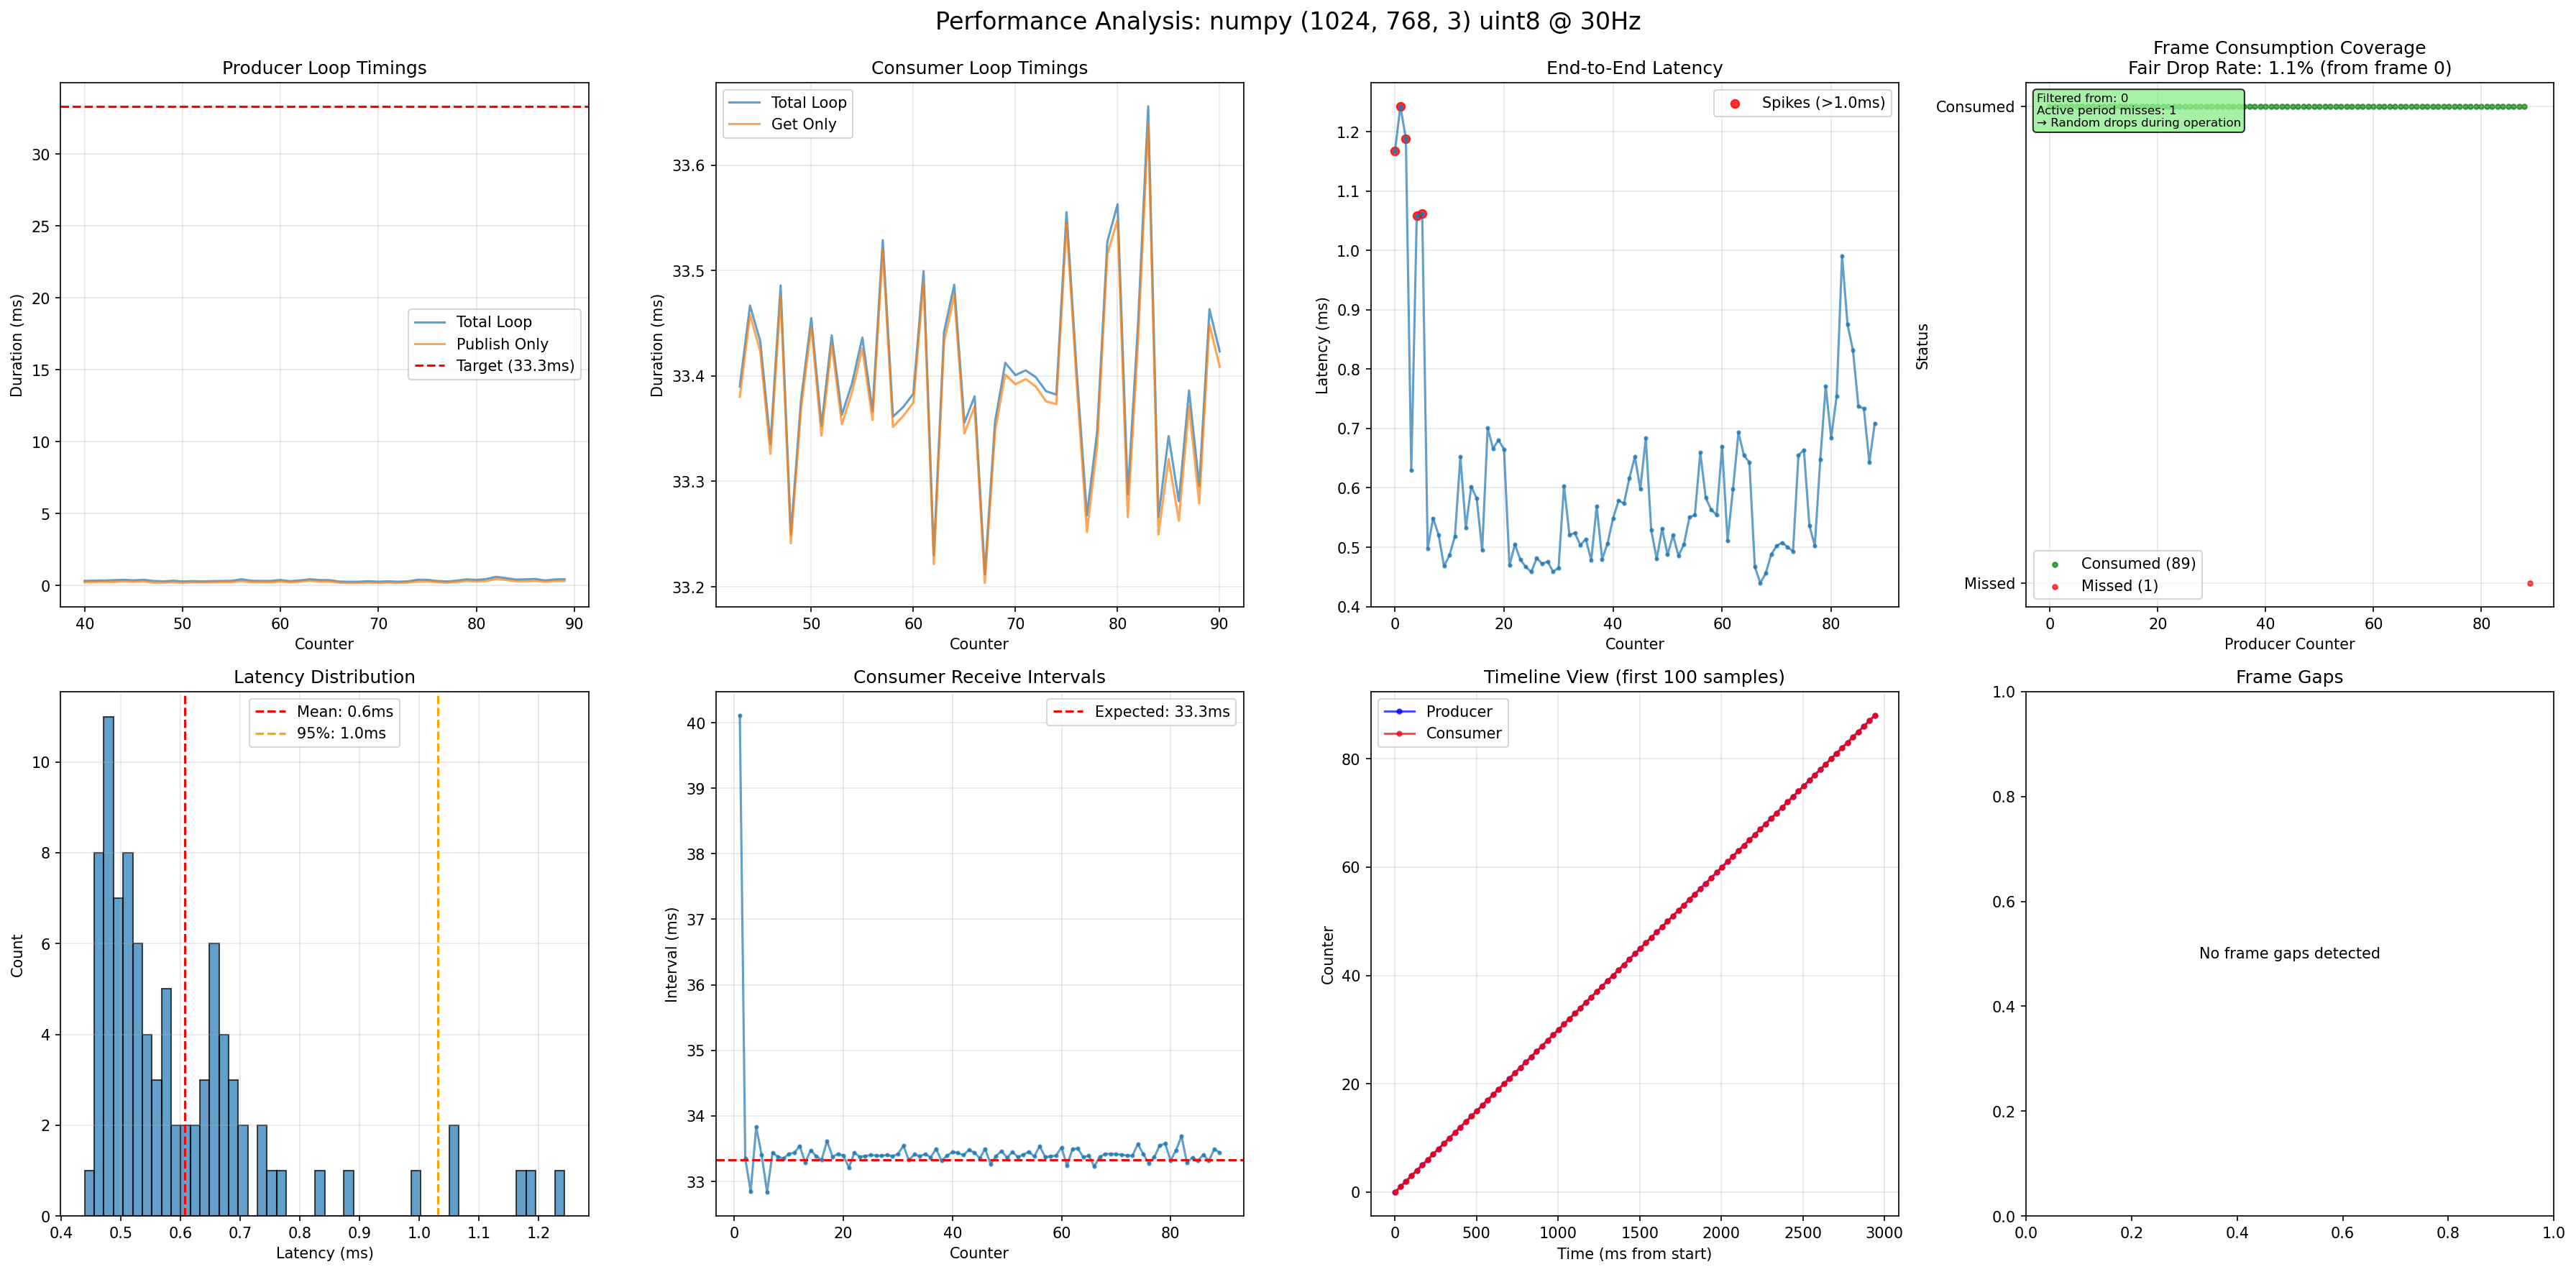 Performance Analysis: numpy (1024, 768, 3) uint8 @ 30Hz
Producer Loop Timings
Duration (ms)
30
25
20
15
10
5
0
Total Loop
Publish Only
Target (33.3ms)
40 50 60 70 80 90
Counter
Consumer Loop Timings
Duration (ms)
33.6
33.5
33.4
33.3
33.2
Total Loop
Get Only
50 60 70 80 90
Counter
End-to-End Latency
Latency (ms)
1.2
1.1
1.0
0.9
0.8
0.7
0.6
0.5
0.4
Spikes (>1.0ms)
0 20 40 60 80
Counter
Frame Consumption Coverage
Fair Drop Rate: 1.1% (from frame 0)
Status
Consumed
Missed
Filtered from: 0
Active period misses: 1
→ Random drops during operation
Consumed (89)
Missed (1)
0 20 40 60 80
Producer Counter
Latency Distribution
Count
10
8
6
4
2
0
Mean: 0.6ms
95%: 1.0ms
0.4 0.5 0.6 0.7 0.8 0.9 1.0 1.1 1.2
Latency (ms)
Consumer Receive Intervals
Interval (ms)
40
39
38
37
36
35
34
33
Expected: 33.3ms
0 20 40 60 80
Counter
Timeline View (first 100 samples)
Counter
80
60
40
20
0
Producer
Consumer
0 500 1000 1500 2000 2500 3000
Time (ms from start)
Frame Gaps
1.0
0.8
0.6
0.4
0.2
0.0
No frame gaps detected
0.0 0.2 0.4 0.6 0.8 1.0